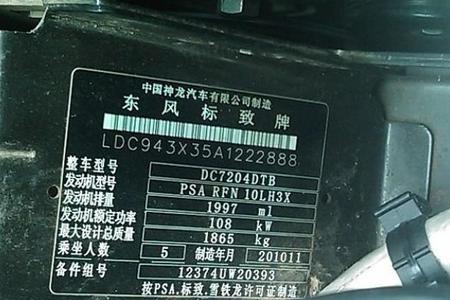 中国神龙汽车有限公司制造
东风标致牌
LDC943X35A1222888
整车型号 DC7204DTB
发动机型号 PSA RFN 10LH3X
发动机排量 1997 ml
发动机额定功率 108 kW
最大设计总质量 1865 kg
乘坐人数 5 制造年月 201011
备件组号 12374UW20393
按PSA.标致.雪铁龙许可证制造